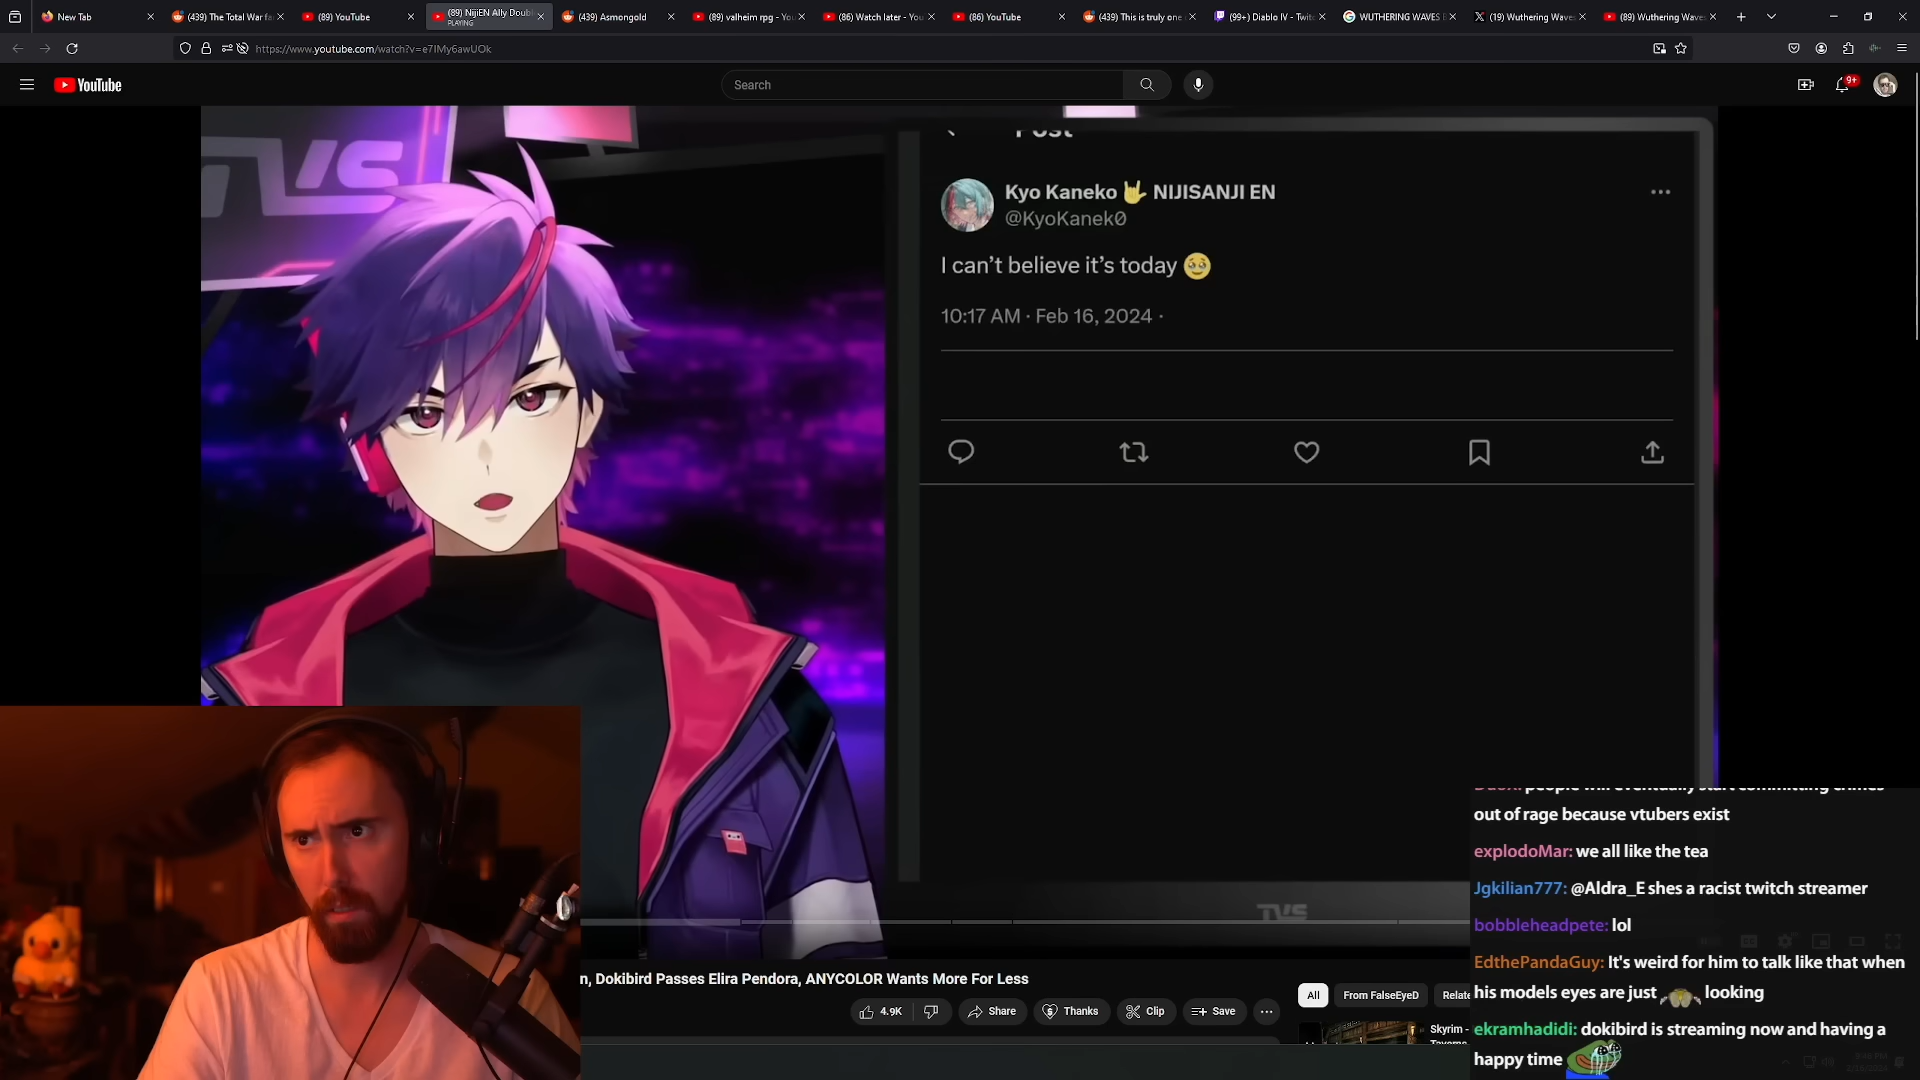 New Tab
(439) The Total War fa
(89) YouTube
(89) NijiEN Ally Doubl
PLAYING
(439) Asmongold
(89) valheim rpg - You
(86) Watch later - You
(86) YouTube
(439) This is truly one
(99+) Diablo IV - Twitc
WUTHERING WAVES
(19) Wuthering Wave
(89) Wuthering Wave
https://www.youtube.com/watch?v=e7IMy6awUOk
YouTube
Search
9+
TVS
Post
Kyo Kaneko 🤟 NIJISANJI EN
@KyoKanek0
I can't believe it's today 🥹
10:17 AM · Feb 16, 2024 ·
TVS
people will eventually start committing crimes
out of rage because vtubers exist
explodoMar: we all like the tea
Jgkilian777: @Aldra_E shes a racist twitch streamer
bobbleheadpete: lol
EdthePandaGuy: It's weird for him to talk like that when
his models eyes are just looking
ekramhadidi: dokibird is streaming now and having a
happy time
n, Dokibird Passes Elira Pendora, ANYCOLOR Wants More For Less
4.9K
Share
Thanks
Clip
Save
All
From FalseEyeD
Relate
Skyrim -